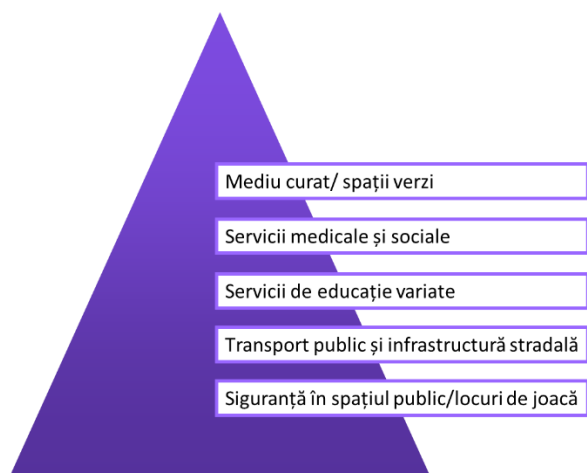 Mediu curat/ spații verzi
Servicii medicale și sociale
Servicii de educație variate
Transport public și infrastructură stradală
Siguranță în spațiul public/locuri de joacă